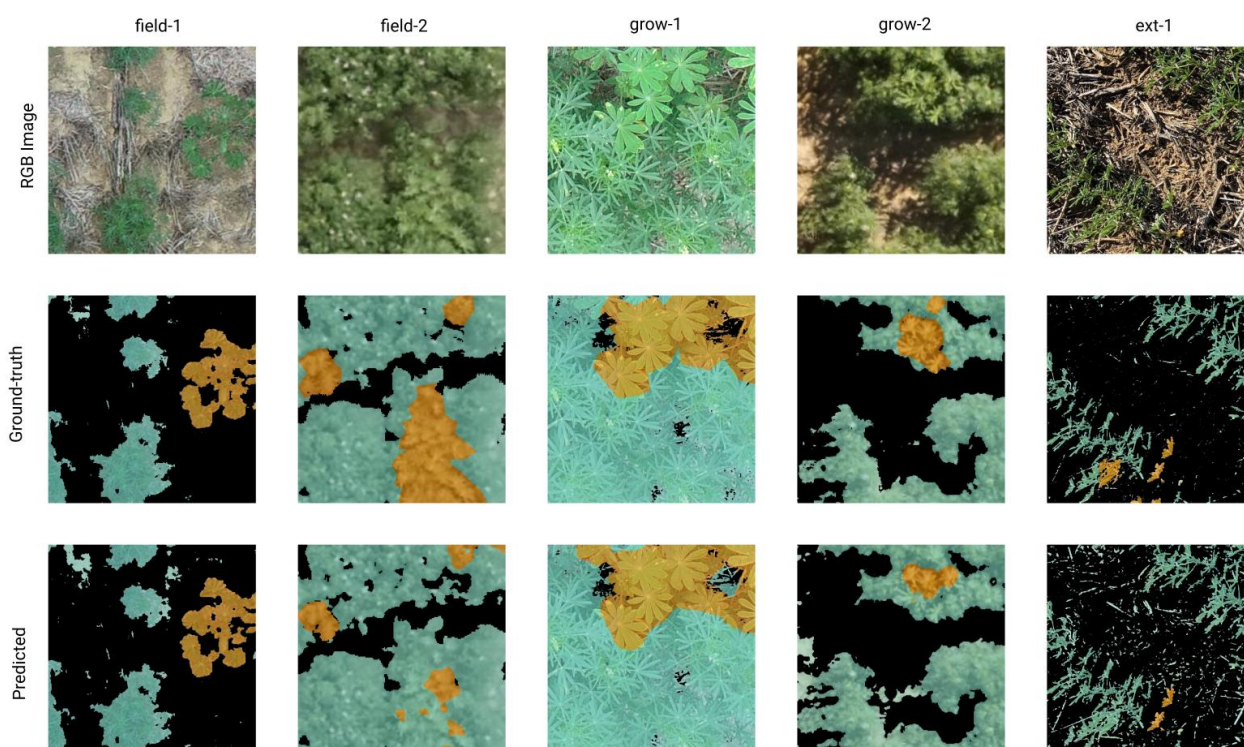 field-1
field-2
grow-1
grow-2
ext-1
RGB Image
Ground-truth
Predicted